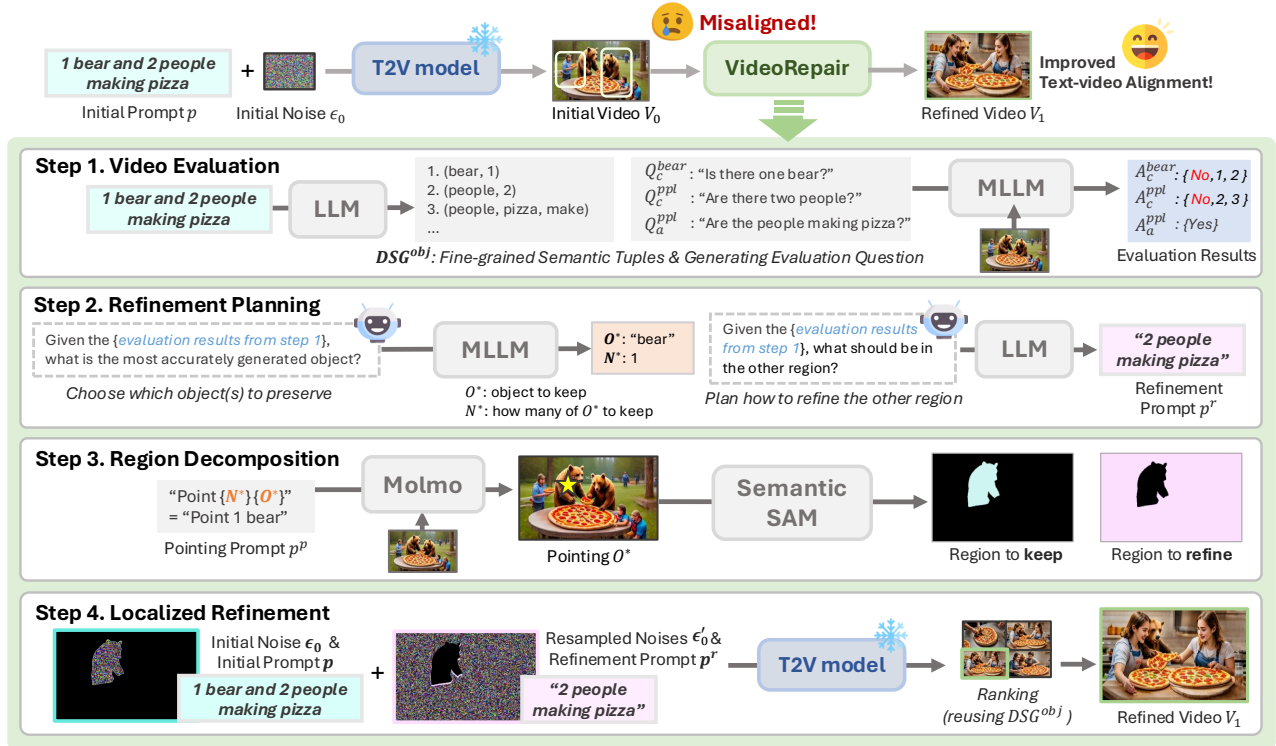 Misaligned!
1 bear and 2 people
making pizza
+
T2V model
VideoRepair
Improved
Text-video Alignment!
Initial Prompt p
Initial Noise ϵ₀
Initial Video V₀
Refined Video V₁
Step 1. Video Evaluation
1 bear and 2 people
making pizza
LLM
1. (bear, 1)
2. (people, 2)
3. (people, pizza, make)
...
Q_c^bear : “Is there one bear?”
Q_c^ppl : “Are there two people?”
Q_a^ppl : “Are the people making pizza?”
MLLM
A_c^bear : {No,1, 2 }
A_c^ppl : {No,2, 3 }
A_a^ppl : {Yes}
DSG^obj: Fine-grained Semantic Tuples & Generating Evaluation Question
Evaluation Results
Step 2. Refinement Planning
Given the {evaluation results from step 1},
what is the most accurately generated object?
Choose which object(s) to preserve
MLLM
O*: “bear”
N*: 1
O*: object to keep
N*: how many of O* to keep
Given the {evaluation results
from step 1}, what should be in
the other region?
Plan how to refine the other region
LLM
“2 people
making pizza”
Refinement
Prompt pʳ
Step 3. Region Decomposition
“Point {N*}{O*}”
= “Point 1 bear”
Pointing Prompt pᵖ
Molmo
Pointing O*
Semantic
SAM
Region to keep
Region to refine
Step 4. Localized Refinement
Initial Noise ϵ₀ &
Initial Prompt p
1 bear and 2 people
making pizza
+
Resampled Noises ϵ₀′ &
Refinement Prompt pʳ
“2 people
making pizza”
T2V model
Ranking
(reusing DSG^obj )
Refined Video V₁